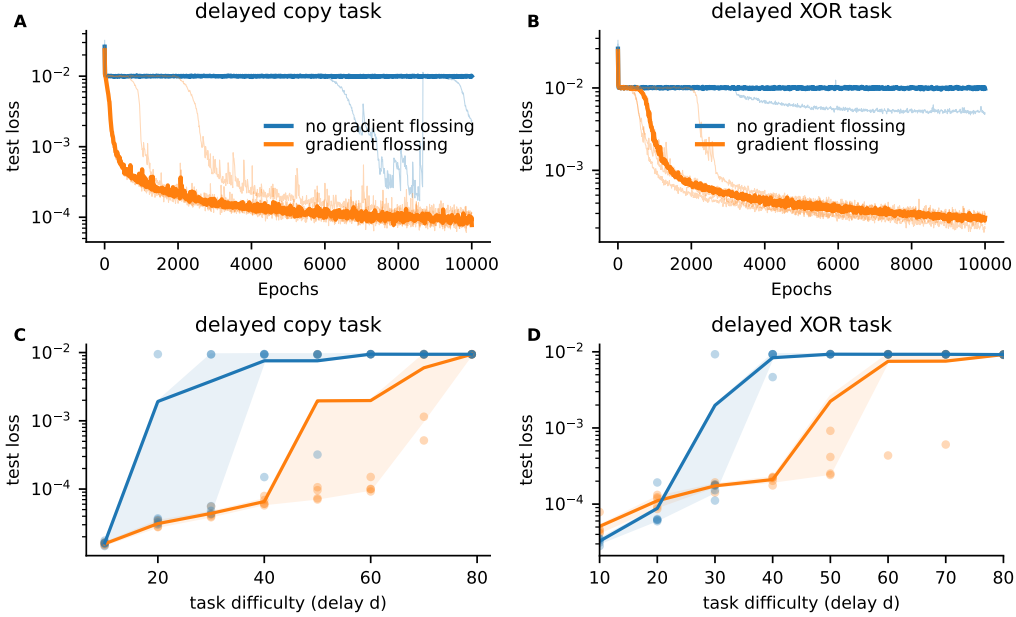 A
delayed copy task
test loss
10⁻²
10⁻³
10⁻⁴
no gradient flossing
gradient flossing
0 2000 4000 6000 8000 10000
Epochs
B
delayed XOR task
test loss
10⁻²
10⁻³
no gradient flossing
gradient flossing
0 2000 4000 6000 8000 10000
Epochs
C
delayed copy task
test loss
10⁻²
10⁻³
10⁻⁴
20 40 60 80
task difficulty (delay d)
D
delayed XOR task
test loss
10⁻²
10⁻³
10⁻⁴
10 20 30 40 50 60 70 80
task difficulty (delay d)